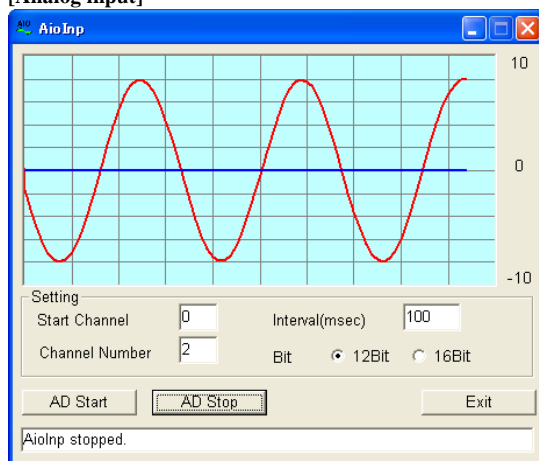 [Analog input]
AIO AioInp
10
0
-10
Setting
Start Channel 0 Interval(msec) 100
Channel Number 2 Bit 12Bit 16Bit
AD Start AD Stop Exit
AioInp stopped.